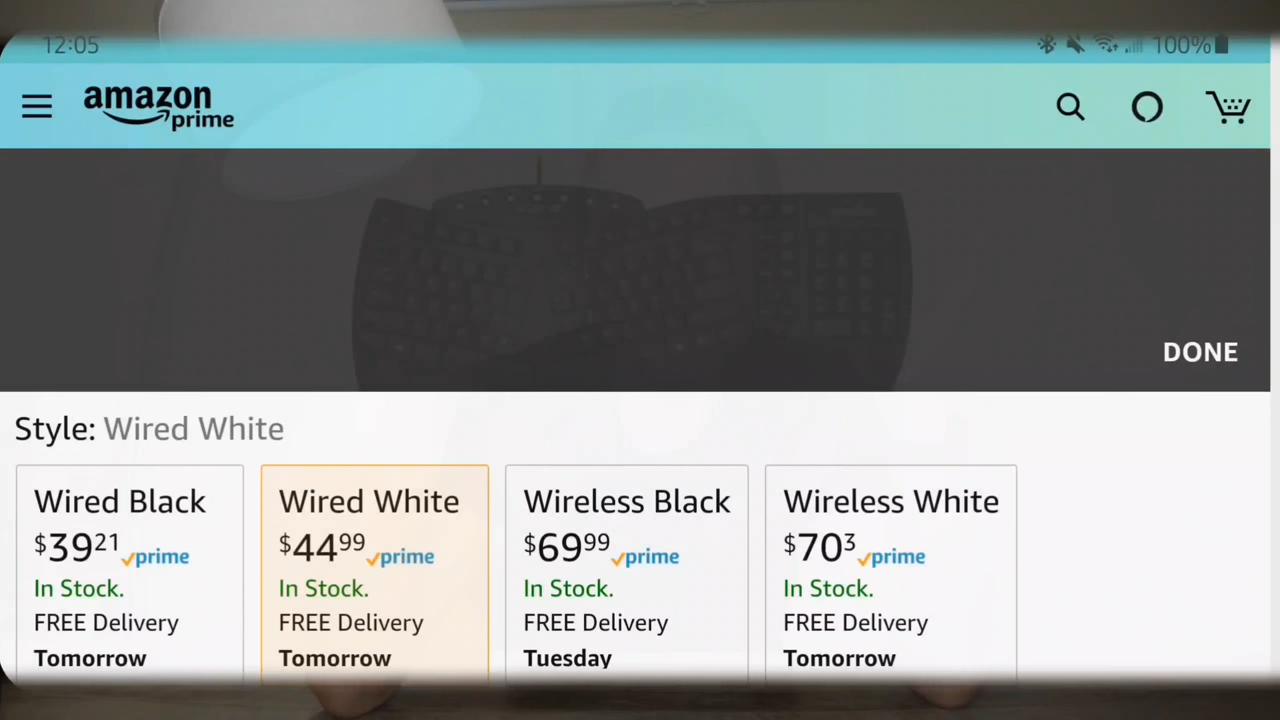 12:05
100%
amazon
prime
DONE
Style: Wired White
Wired Black
$39 21 prime
In Stock.
FREE Delivery
Tomorrow
Wired White
$44 99 prime
In Stock.
FREE Delivery
Tomorrow
Wireless Black
$69 99 prime
In Stock.
FREE Delivery
Tuesday
Wireless White
$70 3 prime
In Stock.
FREE Delivery
Tomorrow